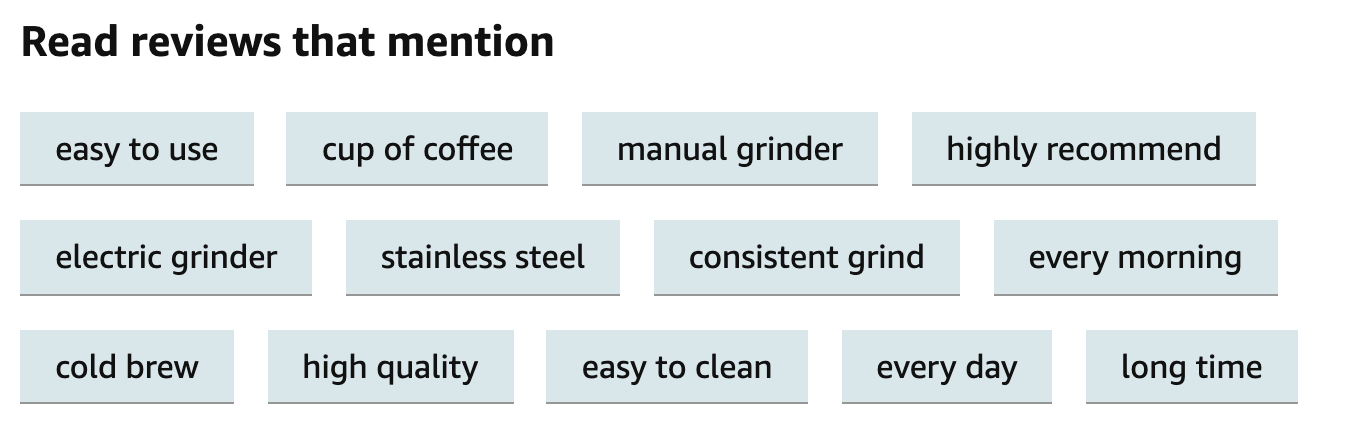 Read reviews that mention
easy to use cup of coffee manual grinder highly recommend
electric grinder stainless steel consistent grind every morning
cold brew high quality easy to clean every day long time